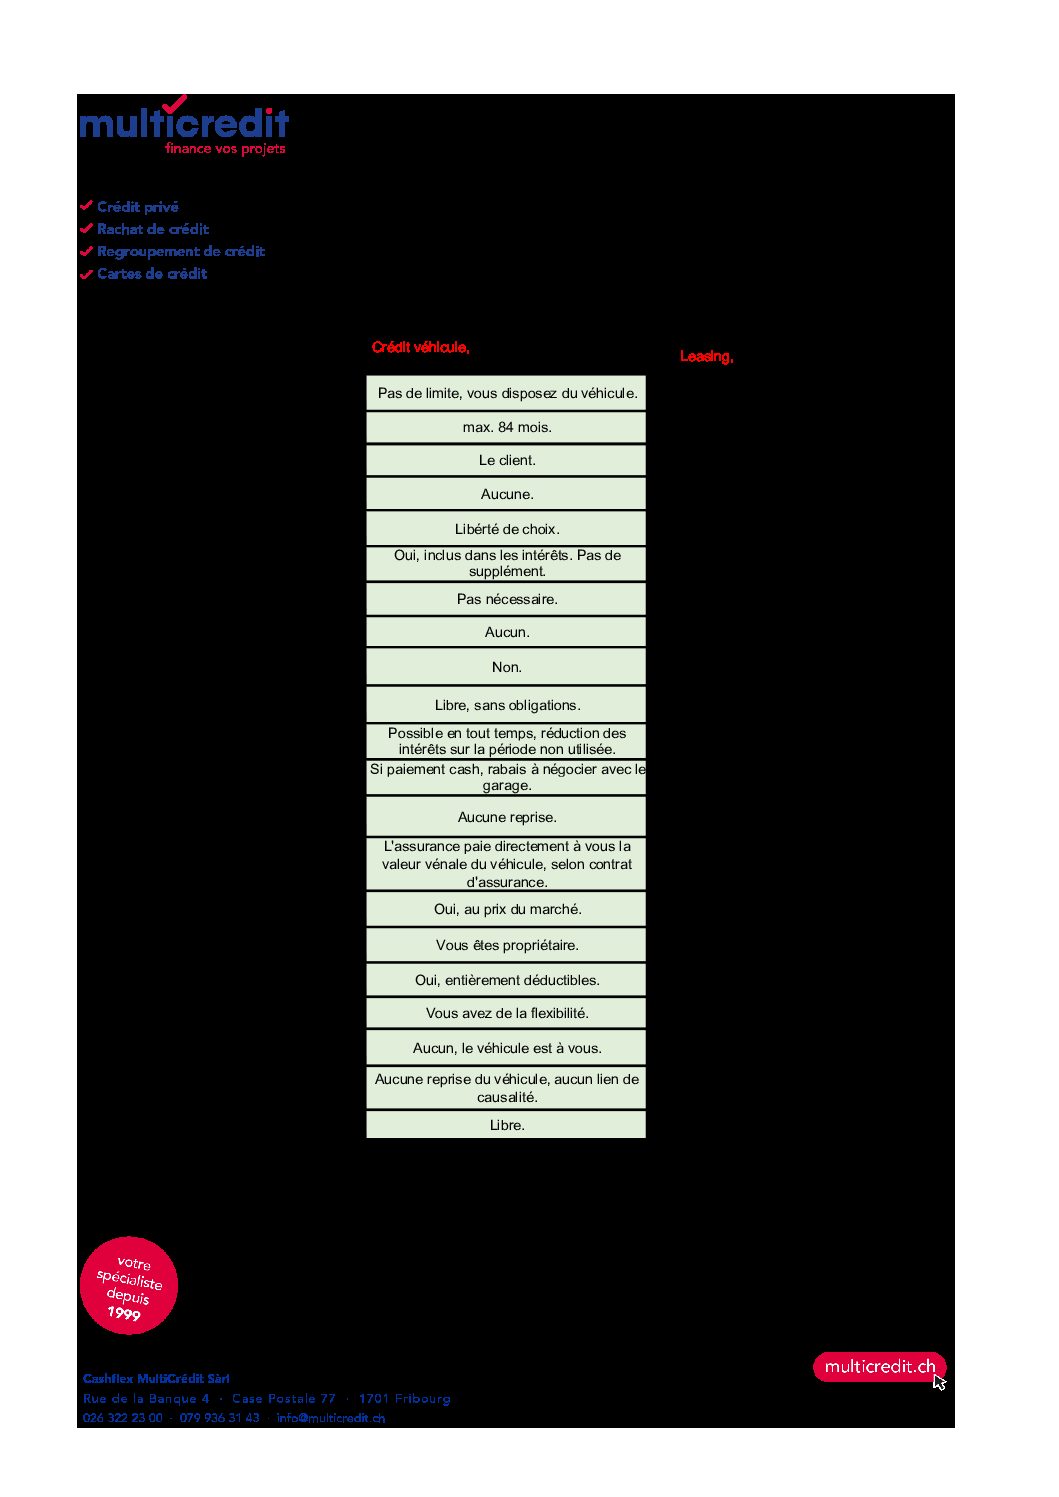 multicredit
finance vos projets
Crédit privé
Rachat de crédit
Regroupement de crédit
Cartes de crédit
Crédit véhicule,
Leasing,
Pas de limite, vous disposez du véhicule.
max. 84 mois.
Le client.
Aucune.
Libérté de choix.
Oui, inclus dans les intérêts. Pas de
supplément.
Pas nécessaire.
Aucun.
Non.
Libre, sans obligations.
Possible en tout temps, réduction des
intérêts sur la période non utilisée.
Si paiement cash, rabais à négocier avec le
garage.
Aucune reprise.
L'assurance paie directement à vous la
valeur vénale du véhicule, selon contrat
d'assurance.
Oui, au prix du marché.
Vous êtes propriétaire.
Oui, entièrement déductibles.
Vous avez de la flexibilité.
Aucun, le véhicule est à vous.
Aucune reprise du véhicule, aucun lien de
causalité.
Libre.
votre
spécialiste
depuis
1999
multicredit.ch
Cashflex MultiCrédit Sàrl
Rue de la Banque 4 · Case Postale 77 · 1701 Fribourg
026 322 23 00 · 079 936 31 43 · info@multicredit.ch